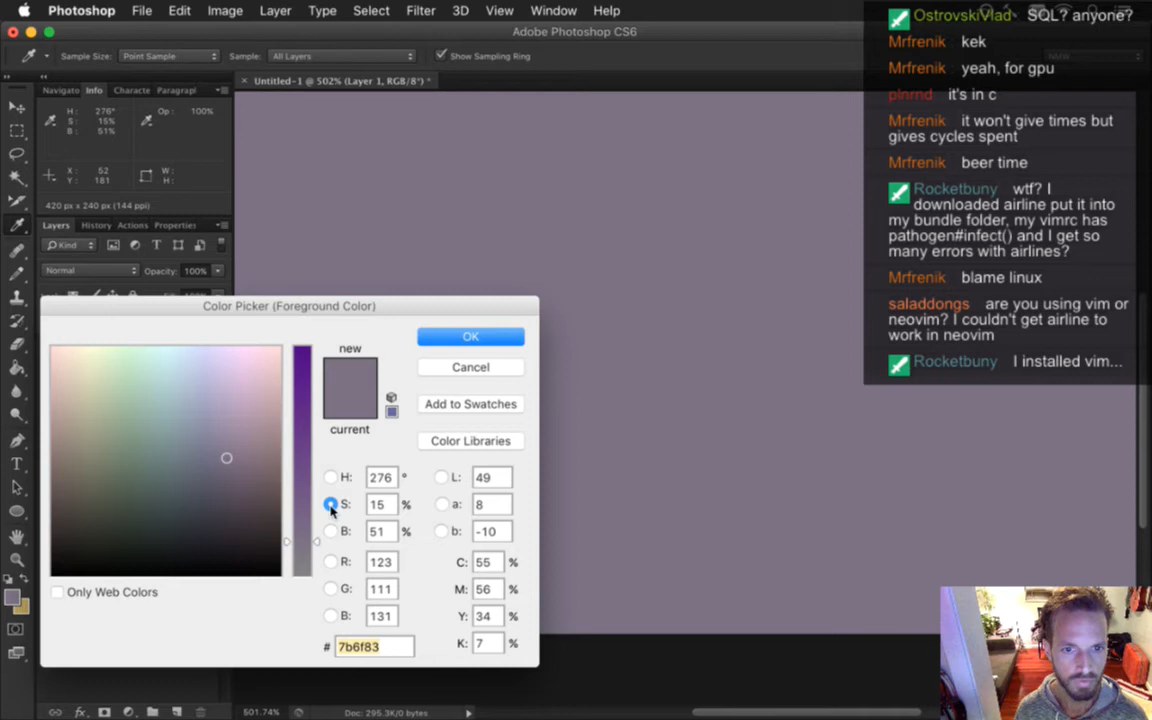 Photoshop File Edit Image Layer Type Select Filter 3D View Window Help
Adobe Photoshop CS6
Sample Size: Point Sample Sample: All Layers Show Sampling Ring
Navigato Info Characte Paragrapl
× Untitled-1 @ 502% (Layer 1, RGB/8*) *
H: 276°
S: 15%
B: 51%
Op: 100%
X: 52
Y: 181
W:
H:
420 px x 240 px (144 ppi)
Layers History Actions Properties
Kind
Normal Opacity: 100%
Color Picker (Foreground Color)
new
current
OK
Cancel
Add to Swatches
Color Libraries
H: 276 °
S: 15 %
B: 51 %
R: 123
G: 111
B: 131
# 7b6f83
L: 49
a: 8
b: -10
C: 55 %
M: 56 %
Y: 34 %
K: 7 %
Only Web Colors
501.74% Doc: 295.3K/0 bytes
OstrovskiVlad SQL? anyone?
Mrfrenik kek
Mrfrenik yeah, for gpu
plnrnd it's in c
Mrfrenik it won't give times but
gives cycles spent
Mrfrenik beer time
Rocketbuny wtf? I
downloaded airline put it into
my bundle folder, my vimrc has
pathogen#infect() and I get so
many errors with airlines?
Mrfrenik blame linux
saladdongs are you using vim or
neovim? I couldn't get airline to
work in neovim
Rocketbuny I installed vim...